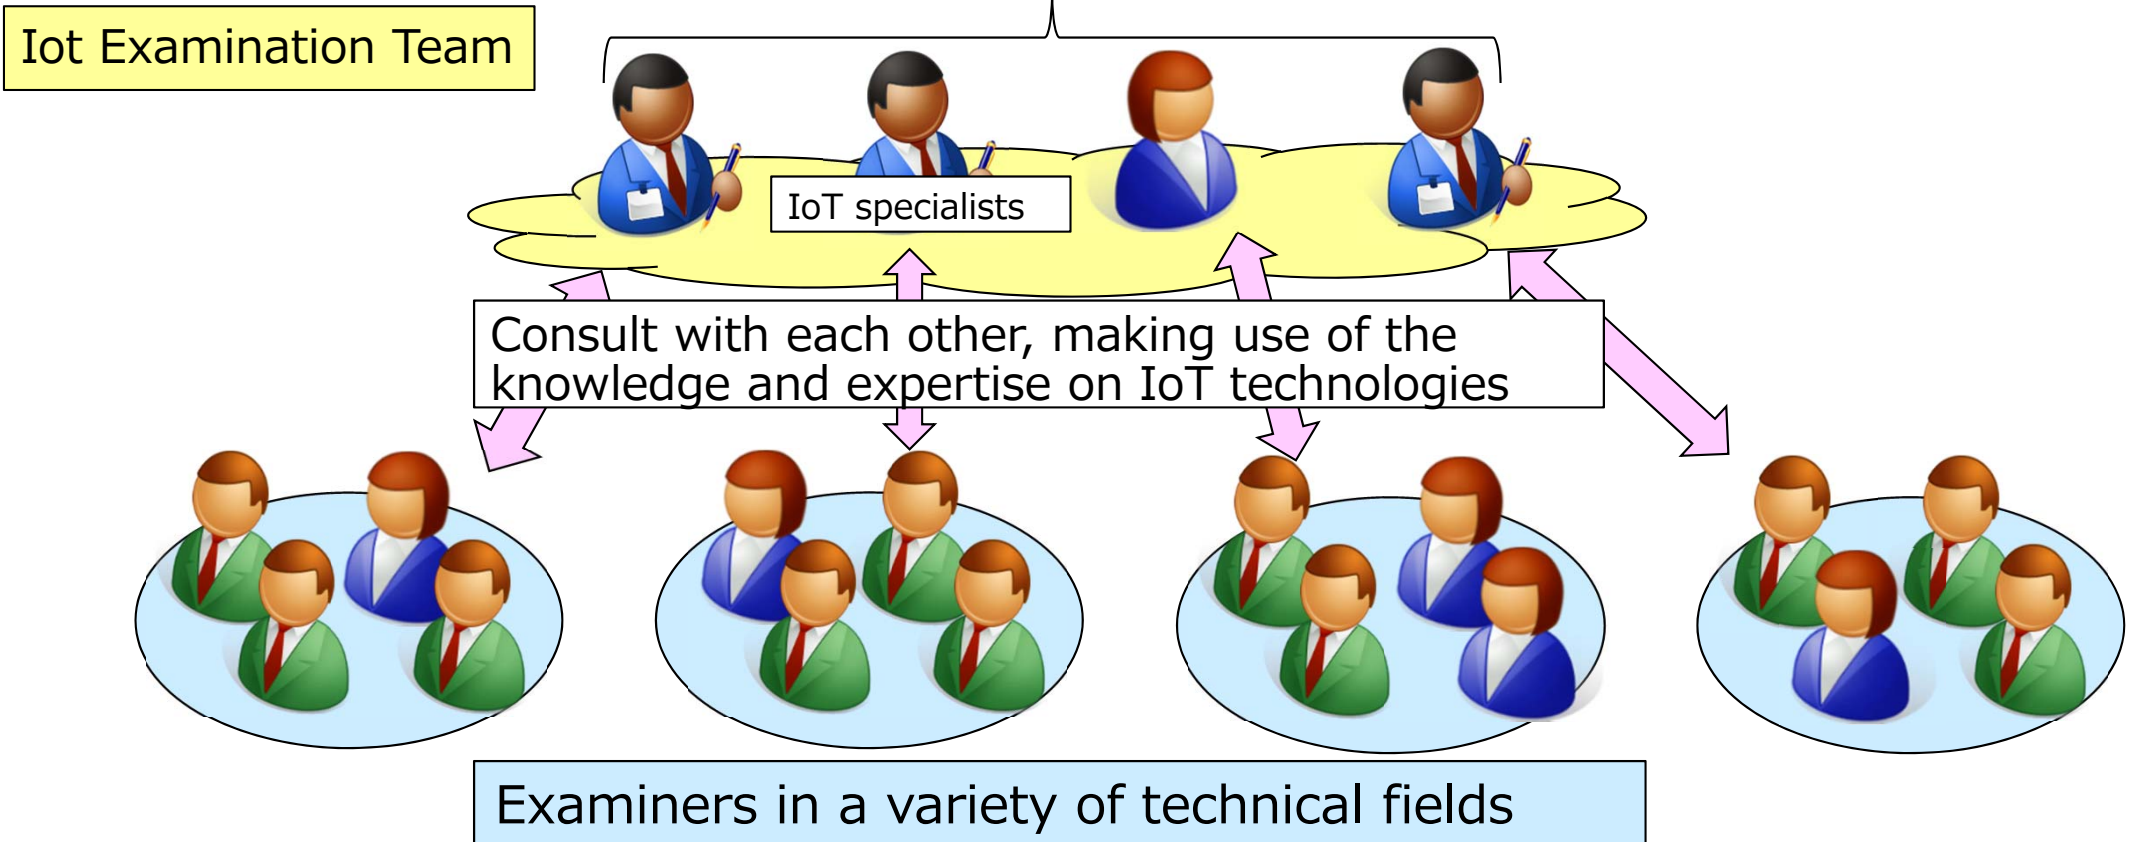 Iot Examination Team
IoT specialists
Consult with each other, making use of the
knowledge and expertise on IoT technologies
Examiners in a variety of technical fields